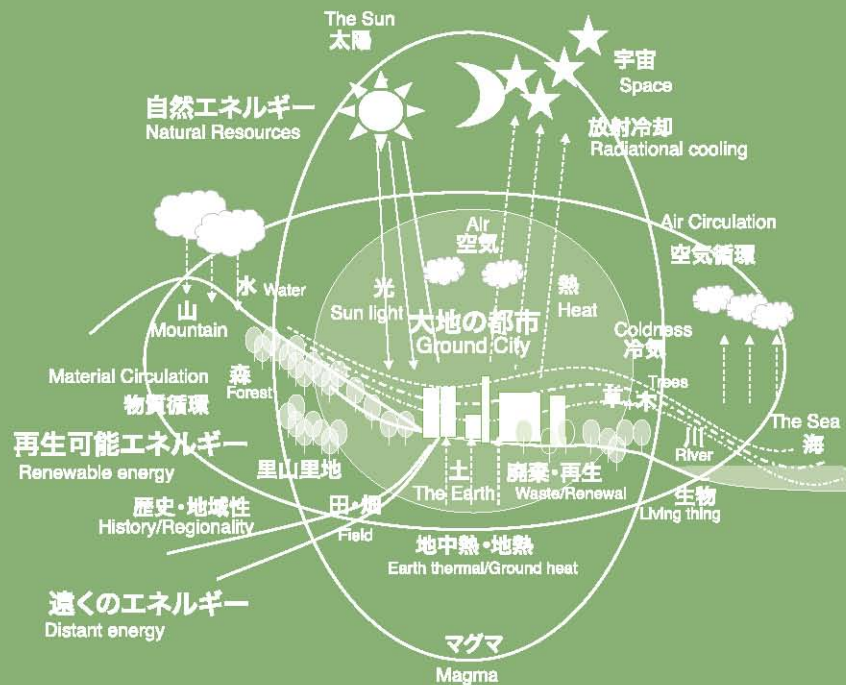 The Sun
太陽
宇宙
Space
自然エネルギー
Natural Resources
放射冷却
Radiational cooling
Air
空気
Air Circulation
空気循環
水 Water
光
Sun light
熱
Heat
山
Mountain
大地の都市
Ground City
Coldness
冷気
Material Circulation
物質循環
森
Forest
Trees
草・木
The Sea
海
再生可能エネルギー
Renewable energy
川
River
里山里地
土
The Earth
廃棄・再生
Waste/Renewal
生物
Living thing
歴史・地域性
History/Regionality
田・畑
Field
地中熱・地熱
Earth thermal/Ground heat
遠くのエネルギー
Distant energy
マグマ
Magma